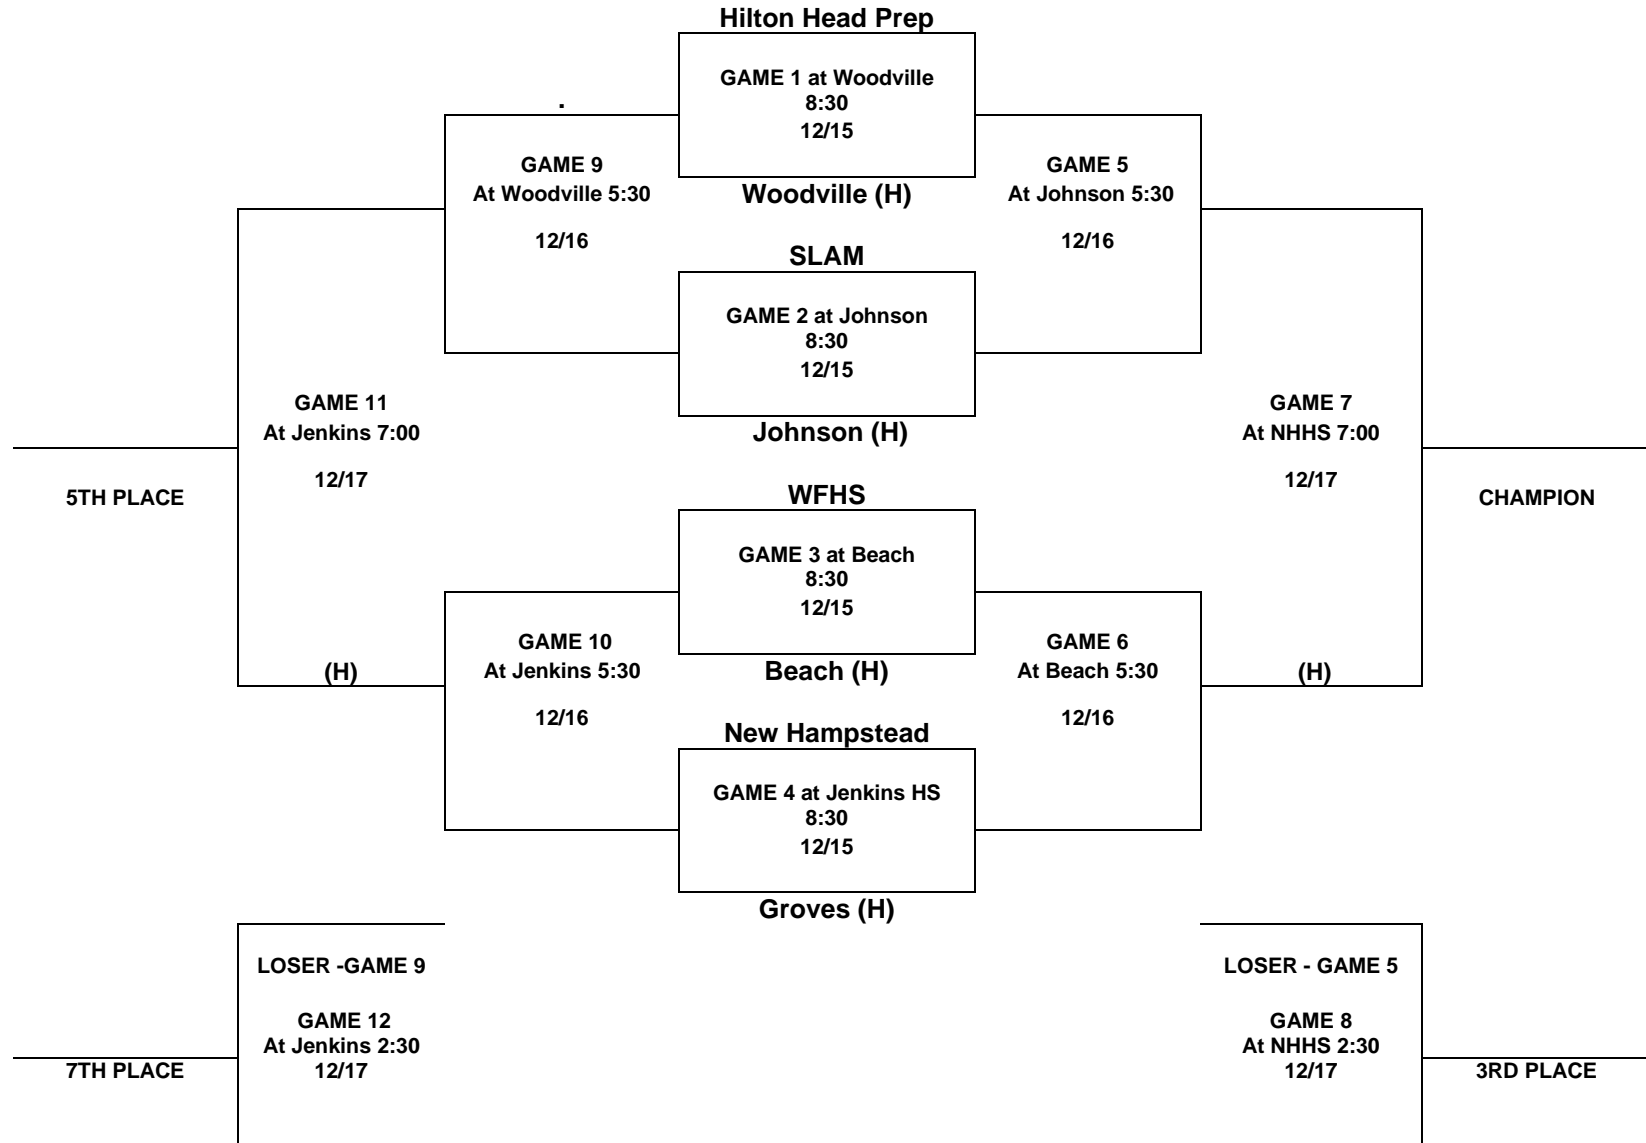 Hilton Head Prep
GAME 1 at Woodville
8:30
12/15
.
GAME 9
At Woodville 5:30
12/16
Woodville (H)
GAME 5
At Johnson 5:30
12/16
SLAM
GAME 2 at Johnson
8:30
12/15
Johnson (H)
GAME 11
At Jenkins 7:00
12/17
5TH PLACE
GAME 7
At NHHS 7:00
12/17
CHAMPION
WFHS
GAME 3 at Beach
8:30
12/15
Beach (H)
GAME 10
At Jenkins 5:30
12/16
(H)
GAME 6
At Beach 5:30
12/16
(H)
New Hampstead
GAME 4 at Jenkins HS
8:30
12/15
Groves (H)
LOSER -GAME 9
GAME 12
At Jenkins 2:30
12/17
7TH PLACE
LOSER - GAME 5
GAME 8
At NHHS 2:30
12/17
3RD PLACE